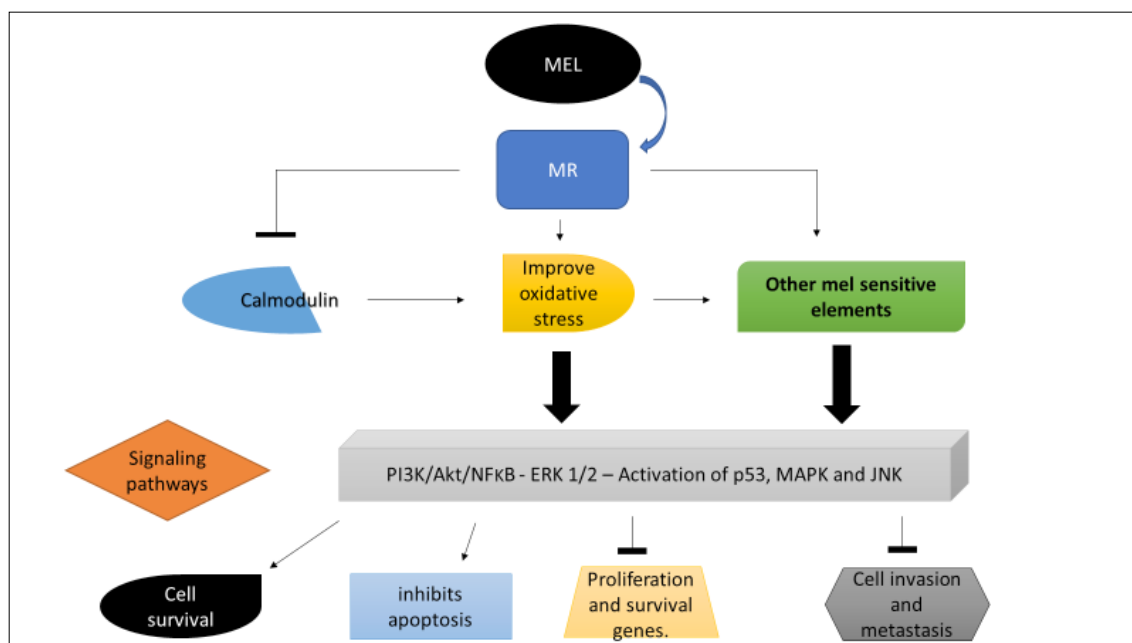 MEL
MR
Calmodulin
Improve
oxidative
stress
Other mel sensitive
elements
Signaling
pathways
PI3K/Akt/NFκB - ERK 1/2 – Activation of p53, MAPK and JNK
Cell
survival
inhibits
apoptosis
Proliferation
and survival
genes.
Cell invasion
and
metastasis